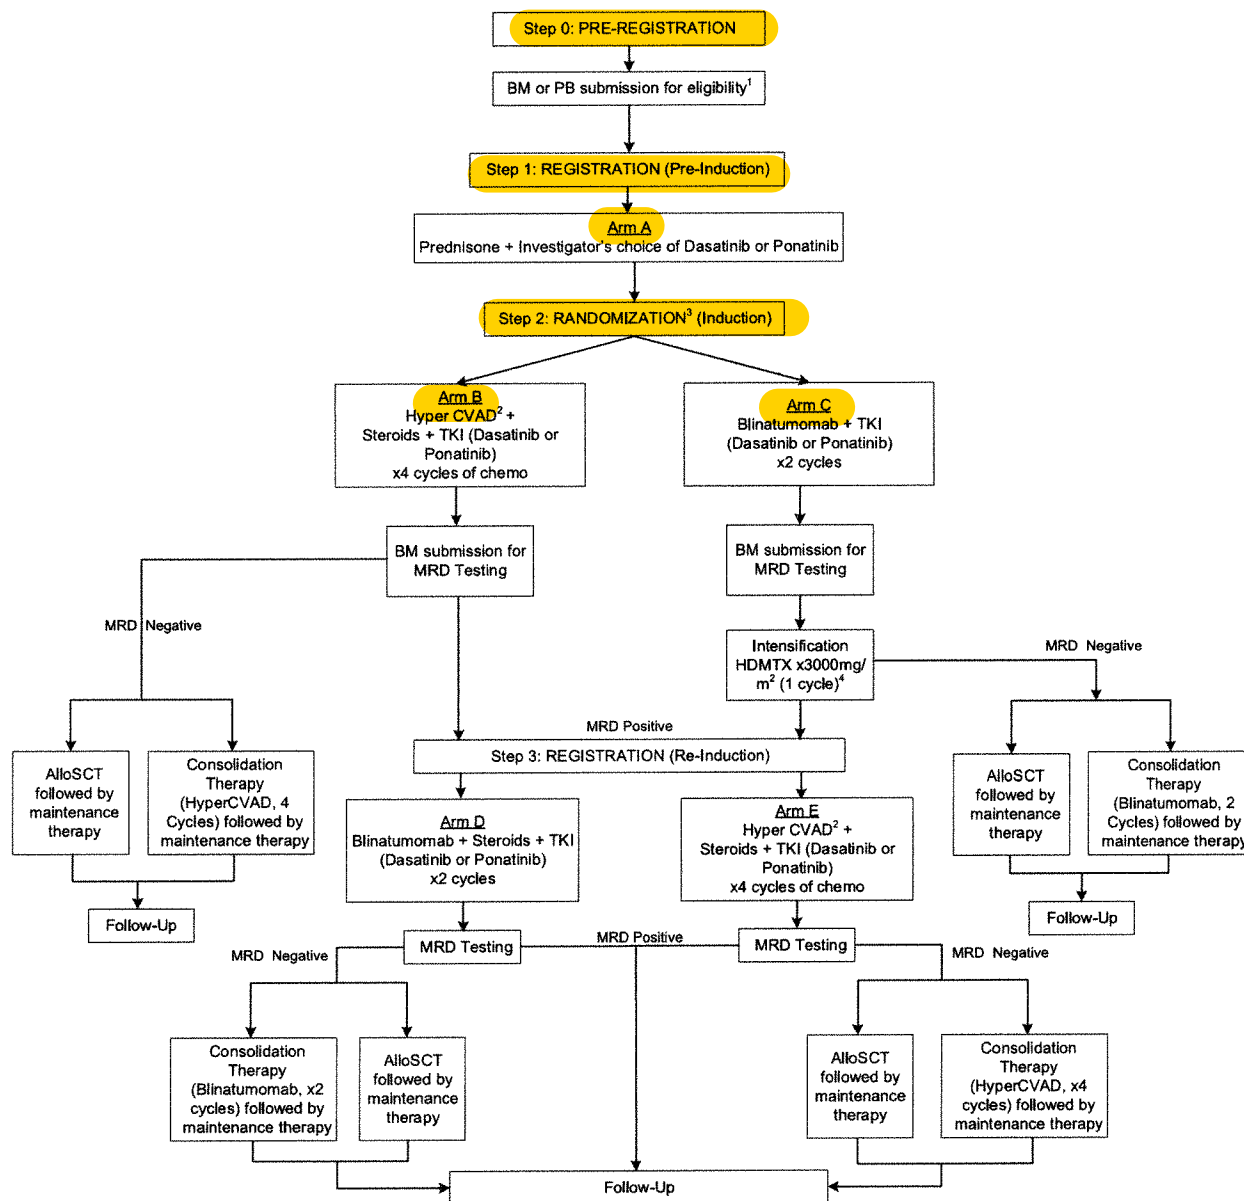 Step 0: PRE-REGISTRATION
BM or PB submission for eligibility¹
Step 1: REGISTRATION (Pre-Induction)
Arm A
Prednisone + Investigator's choice of Dasatinib or Ponatinib
Step 2: RANDOMIZATION³ (Induction)
Arm B
Hyper CVAD² +
Steroids + TKI (Dasatinib or
Ponatinib)
x4 cycles of chemo
Arm C
Blinatumomab + TKI
(Dasatinib or Ponatinib)
x2 cycles
BM submission for
MRD Testing
BM submission for
MRD Testing
MRD Negative
Intensification
HDMTX x3000mg/
m² (1 cycle)⁴
MRD Negative
MRD Positive
Step 3: REGISTRATION (Re-Induction)
AlloSCT
followed by
maintenance
therapy
Consolidation
Therapy
(HyperCVAD, 4
Cycles) followed by
maintenance therapy
Arm D
Blinatumomab + Steroids + TKI
(Dasatinib or Ponatinib)
x2 cycles
Arm E
Hyper CVAD² +
Steroids + TKI (Dasatinib or
Ponatinib)
x4 cycles of chemo
AlloSCT
followed by
maintenance
therapy
Consolidation
Therapy
(Blinatumomab, 2
Cycles) followed by
maintenance therapy
Follow-Up
Follow-Up
MRD Testing
MRD Positive
MRD Testing
MRD Negative
MRD Negative
Consolidation
Therapy
(Blinatumomab, x2
cycles) followed by
maintenance therapy
AlloSCT
followed by
maintenance
therapy
AlloSCT
followed by
maintenance
therapy
Consolidation
Therapy
(HyperCVAD, x4
cycles) followed by
maintenance therapy
Follow-Up